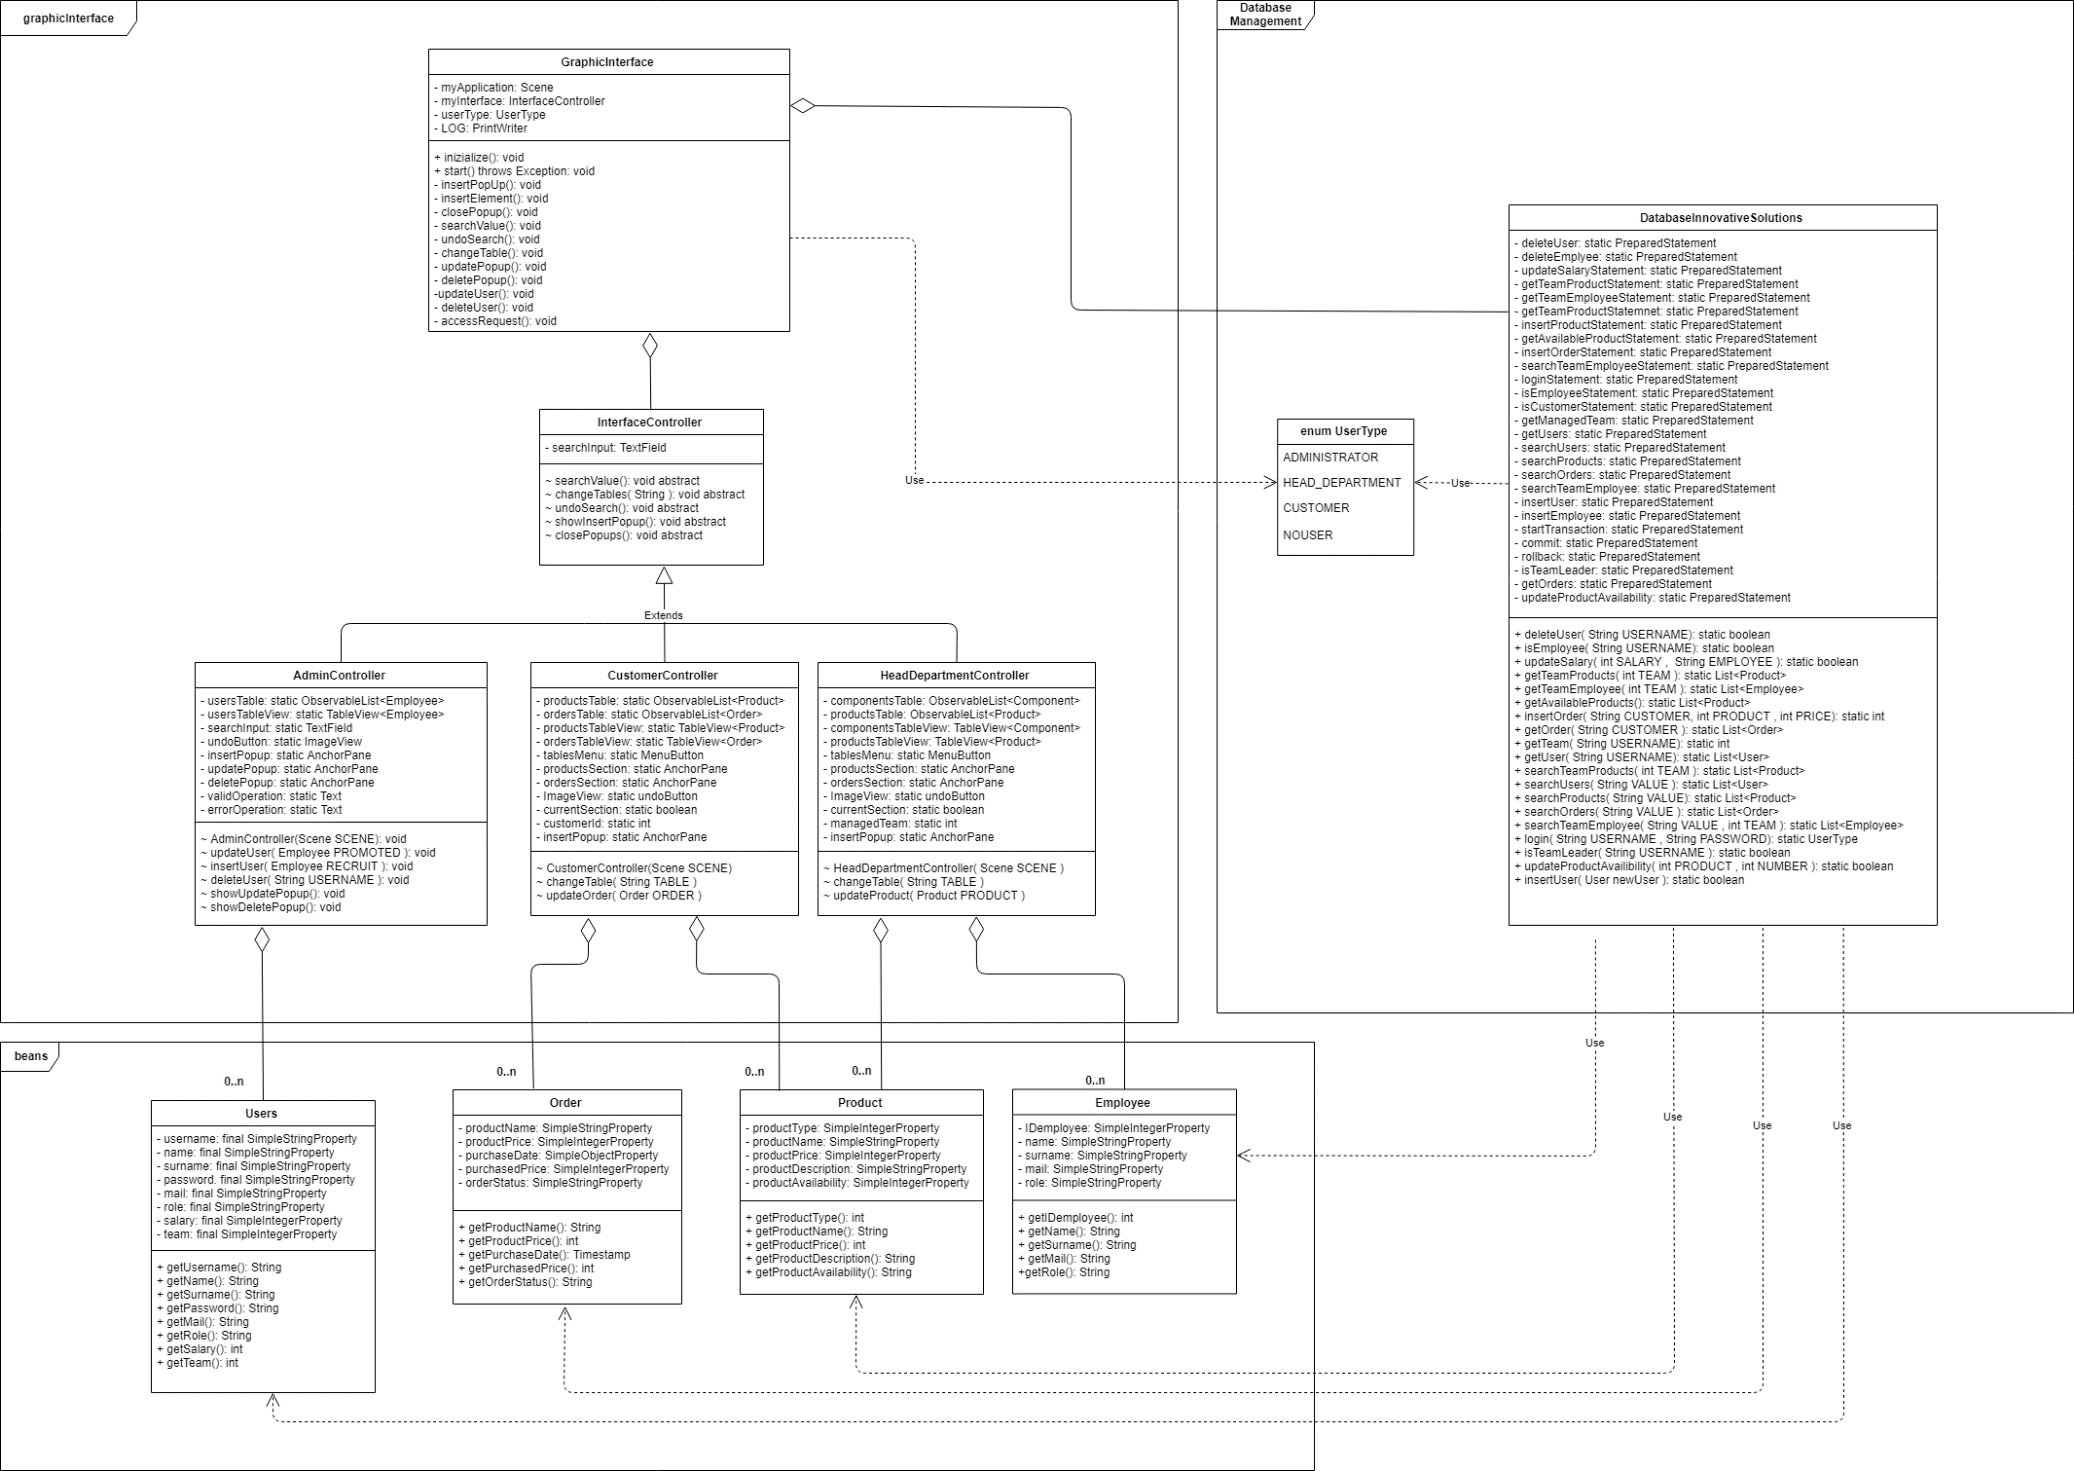 graphicInterface
GraphicInterface
- myApplication: Scene
- myInterface: InterfaceController
- userType: UserType
- LOG: PrintWriter
+ inizialize(): void
+ start() throws Exception: void
- insertPopUp(): void
- insertElement(): void
- closePopup(): void
- searchValue(): void
- undoSearch(): void
- changeTable(): void
- updatePopup(): void
- deletePopup(): void
-updateUser(): void
- deleteUser(): void
- accessRequest(): void
InterfaceController
- searchInput: TextField
~ searchValue(): void abstract
~ changeTables( String ): void abstract
~ undoSearch(): void abstract
~ showInsertPopup(): void abstract
~ closePopups(): void abstract
Extends
AdminController
- usersTable: static ObservableList<Employee>
- usersTableView: static TableView<Employee>
- searchInput: static TextField
- undoButton: static ImageView
- insertPopup: static AnchorPane
- updatePopup: static AnchorPane
- deletePopup: static AnchorPane
- validOperation: static Text
- errorOperation: static Text
~ AdminController(Scene SCENE): void
~ updateUser( Employee PROMOTED ): void
~ insertUser( Employee RECRUIT ): void
~ deleteUser( String USERNAME ): void
~ showUpdatePopup(): void
~ showDeletePopup(): void
CustomerController
- productsTable: static ObservableList<Product>
- ordersTable: static ObservableList<Order>
- productsTableView: static TableView<Product>
- ordersTableView: static TableView<Order>
- tablesMenu: static MenuButton
- productsSection: static AnchorPane
- ordersSection: static AnchorPane
- ImageView: static undoButton
- currentSection: static boolean
- customerId: static int
- insertPopup: static AnchorPane
~ CustomerController(Scene SCENE)
~ changeTable( String TABLE )
~ updateOrder( Order ORDER )
HeadDepartmentController
- componentsTable: ObservableList<Component>
- productsTable: ObservableList<Product>
- componentsTableView: TableView<Component>
- productsTableView: TableView<Product>
- tablesMenu: static MenuButton
- productsSection: static AnchorPane
- ordersSection: static AnchorPane
- ImageView: static undoButton
- currentSection: static boolean
- managedTeam: static int
- insertPopup: static AnchorPane
~ HeadDepartmentController( Scene SCENE )
~ changeTable( String TABLE )
~ updateProduct( Product PRODUCT )
Use
Database
Management
enum UserType
ADMINISTRATOR
HEAD_DEPARTMENT
CUSTOMER
NOUSER
Use
DatabaseInnovativeSolutions
- deleteUser: static PreparedStatement
- deleteEmplyee: static PreparedStatement
- updateSalaryStatement: static PreparedStatement
- getTeamProductStatement: static PreparedStatement
- getTeamEmployeeStatement: static PreparedStatement
- getTeamProductStatemnet: static PreparedStatement
- insertProductStatement: static PreparedStatement
- getAvailableProductStatement: static PreparedStatement
- insertOrderStatement: static PreparedStatement
- searchTeamEmployeeStatement: static PreparedStatement
- loginStatement: static PreparedStatement
- isEmployeeStatement: static PreparedStatement
- isCustomerStatement: static PreparedStatement
- getManagedTeam: static PreparedStatement
- getUsers: static PreparedStatement
- searchUsers: static PreparedStatement
- searchProducts: static PreparedStatement
- searchOrders: static PreparedStatement
- searchTeamEmployee: static PreparedStatement
- insertUser: static PreparedStatement
- insertEmployee: static PreparedStatement
- startTransaction: static PreparedStatement
- commit: static PreparedStatement
- rollback: static PreparedStatement
- isTeamLeader: static PreparedStatement
- getOrders: static PreparedStatement
- updateProductAvailability: static PreparedStatement
+ deleteUser( String USERNAME): static boolean
+ isEmployee( String USERNAME): static boolean
+ updateSalary( int SALARY , String EMPLOYEE ): static boolean
+ getTeamProducts( int TEAM ): static List<Product>
+ getTeamEmployee( int TEAM ): static List<Employee>
+ getAvailableProducts(): static List<Product>
+ insertOrder( String CUSTOMER, int PRODUCT , int PRICE): static int
+ getOrder( String CUSTOMER ): static List<Order>
+ getTeam( String USERNAME): static int
+ getUser( String USERNAME): static List<User>
+ searchTeamProducts( int TEAM ): static List<Product>
+ searchUsers( String VALUE ): static List<User>
+ searchProducts( String VALUE): static List<Product>
+ searchOrders( String VALUE ): static List<Order>
+ searchTeamEmployee( String VALUE , int TEAM ): static List<Employee>
+ login( String USERNAME , String PASSWORD): static UserType
+ isTeamLeader( String USERNAME ): static boolean
+ updateProductAvailibility( int PRODUCT , int NUMBER ): static boolean
+ insertUser( User newUser ): static boolean
Use
Use
Use
Use
beans
0..n
0..n
0..n
0..n
0..n
Users
- username: final SimpleStringProperty
- name: final SimpleStringProperty
- surname: final SimpleStringProperty
- password. final SimpleStringProperty
- mail: final SimpleStringProperty
- role: final SimpleStringProperty
- salary: final SimpleIntegerProperty
- team: final SimpleIntegerProperty
+ getUsername(): String
+ getName(): String
+ getSurname(): String
+ getPassword(): String
+ getMail(): String
+ getRole(): String
+ getSalary(): int
+ getTeam(): int
Order
- productName: SimpleStringProperty
- productPrice: SimpleIntegerProperty
- purchaseDate: SimpleObjectProperty
- purchasedPrice: SimpleIntegerProperty
- orderStatus: SimpleStringProperty
+ getProductName(): String
+ getProductPrice(): int
+ getPurchaseDate(): Timestamp
+ getPurchasedPrice(): int
+ getOrderStatus(): String
Product
- productType: SimpleIntegerProperty
- productName: SimpleStringProperty
- productPrice: SimpleIntegerProperty
- productDescription: SimpleStringProperty
- productAvailability: SimpleIntegerProperty
+ getProductType(): int
+ getProductName(): String
+ getProductPrice(): int
+ getProductDescription(): String
+ getProductAvailability(): String
Employee
- IDemployee: SimpleIntegerProperty
- name: SimpleStringProperty
- surname: SimpleStringProperty
- mail: SimpleStringProperty
- role: SimpleStringProperty
+ getIDemployee(): int
+ getName(): String
+ getSurname(): String
+ getMail(): String
+getRole(): String